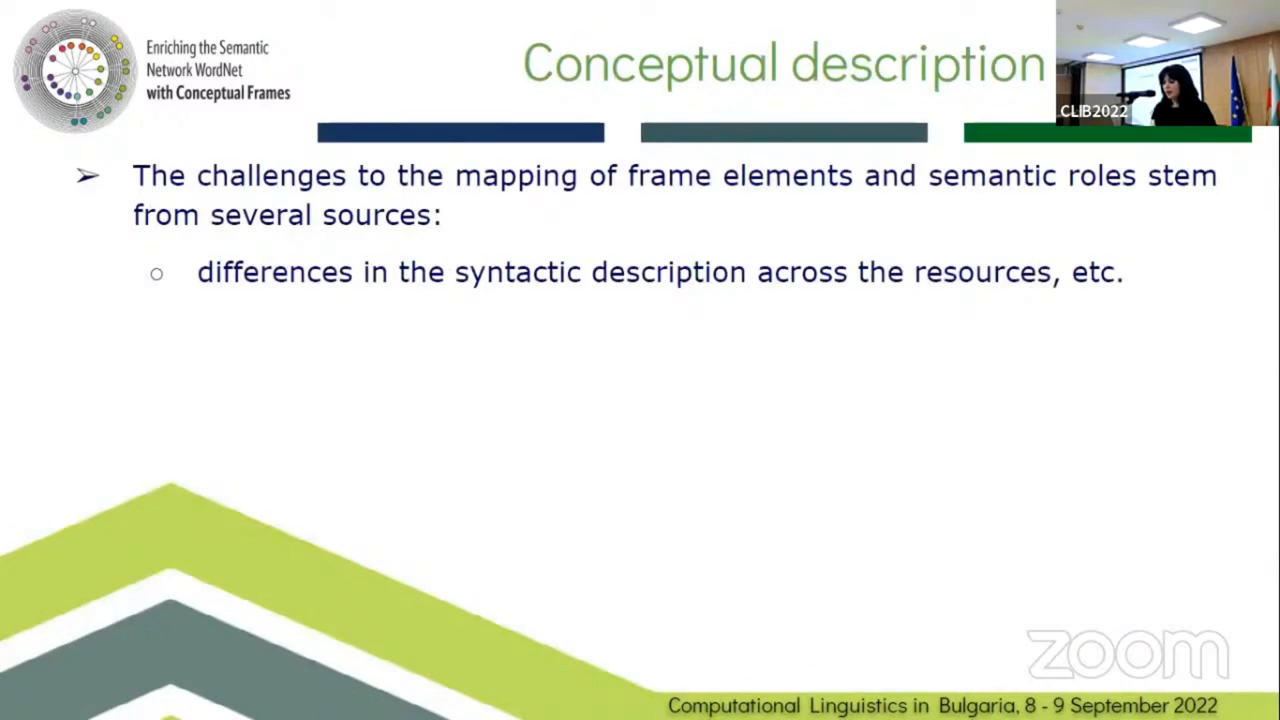 Enriching the Semantic
Network WordNet
with Conceptual Frames
Conceptual description
CLIB2022
➢ The challenges to the mapping of frame elements and semantic roles stem
from several sources:
○ differences in the syntactic description across the resources, etc.
zoom
Computational Linguistics in Bulgaria, 8 - 9 September 2022